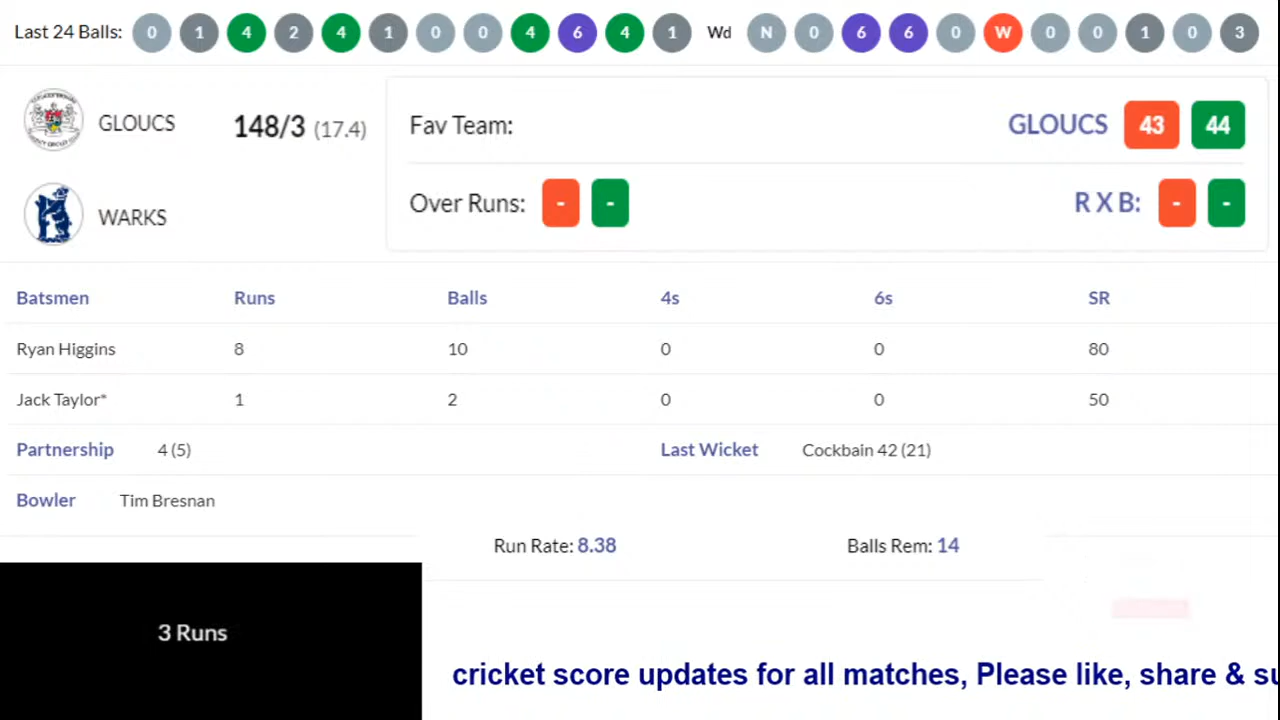 Last 24 Balls: 0 1 4 2 4 1 0 0 4 6 4 1 Wd N 0 6 6 0 W 0 0 1 0 3
GLOUCS 148/3 (17.4)
Fav Team: GLOUCS 43 44
WARKS
Over Runs: - - R X B: - -
Batsmen Runs Balls 4s 6s SR
Ryan Higgins 8 10 0 0 80
Jack Taylor* 1 2 0 0 50
Partnership 4 (5) Last Wicket Cockbain 42 (21)
Bowler Tim Bresnan
Run Rate: 8.38 Balls Rem: 14
3 Runs
cricket score updates for all matches, Please like, share & su